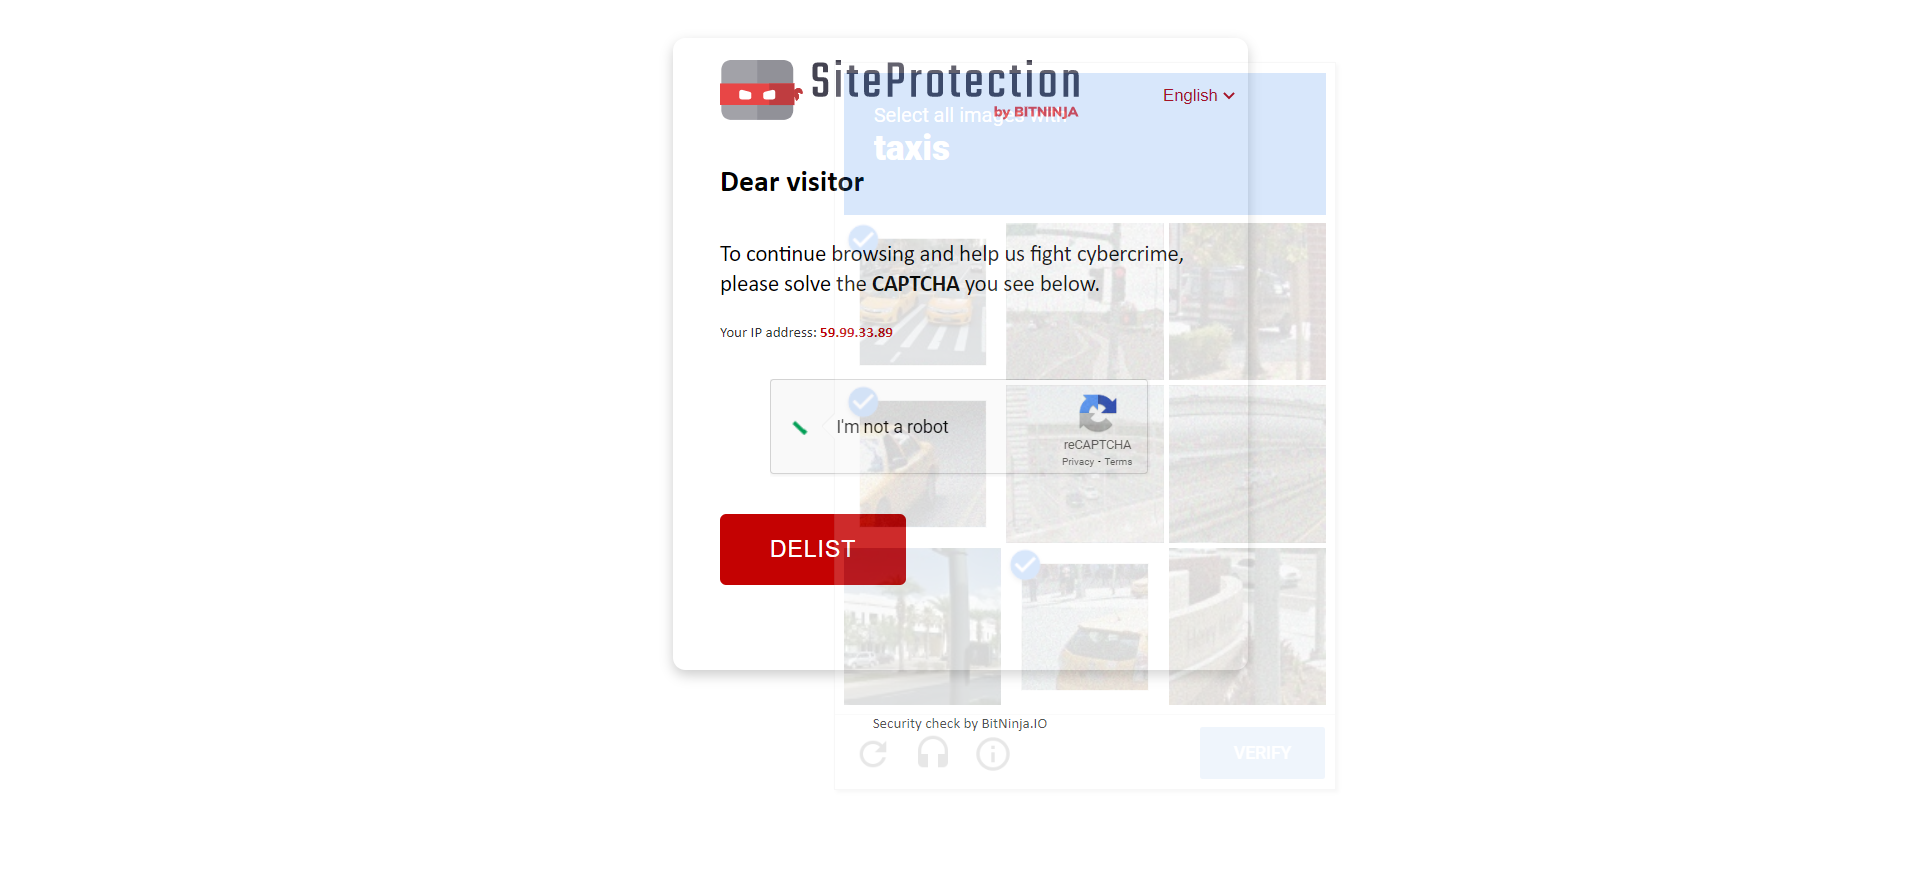 SiteProtection
by BITNINJA
English
Select all images with
taxis
Dear visitor
To continue browsing and help us fight cybercrime,
please solve the CAPTCHA you see below.
Your IP address: 59.99.33.89
I'm not a robot
reCAPTCHA
Privacy - Terms
DELIST
Security check by BitNinja.IO
VERIFY